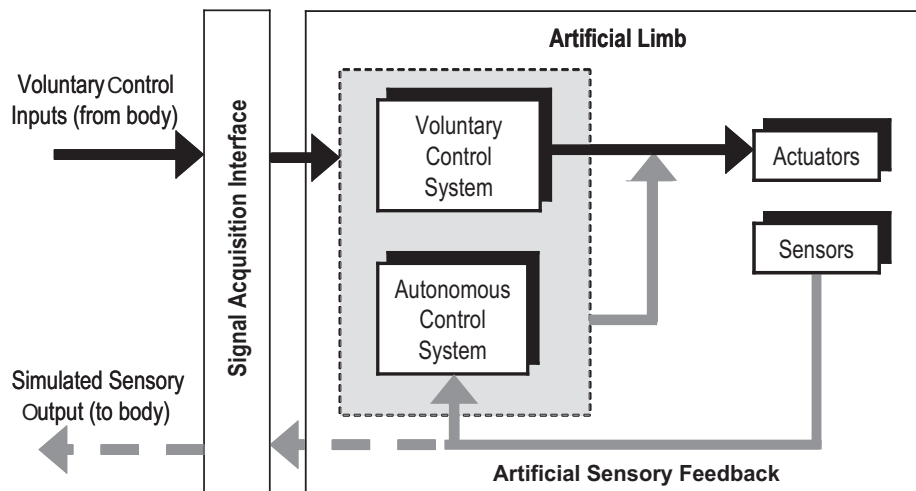 Artificial Limb
Voluntary Control
Inputs (from body)
Signal Acquisition Interface
Voluntary
Control
System
Actuators
Sensors
Autonomous
Control
System
Simulated Sensory
Output (to body)
Artificial Sensory Feedback